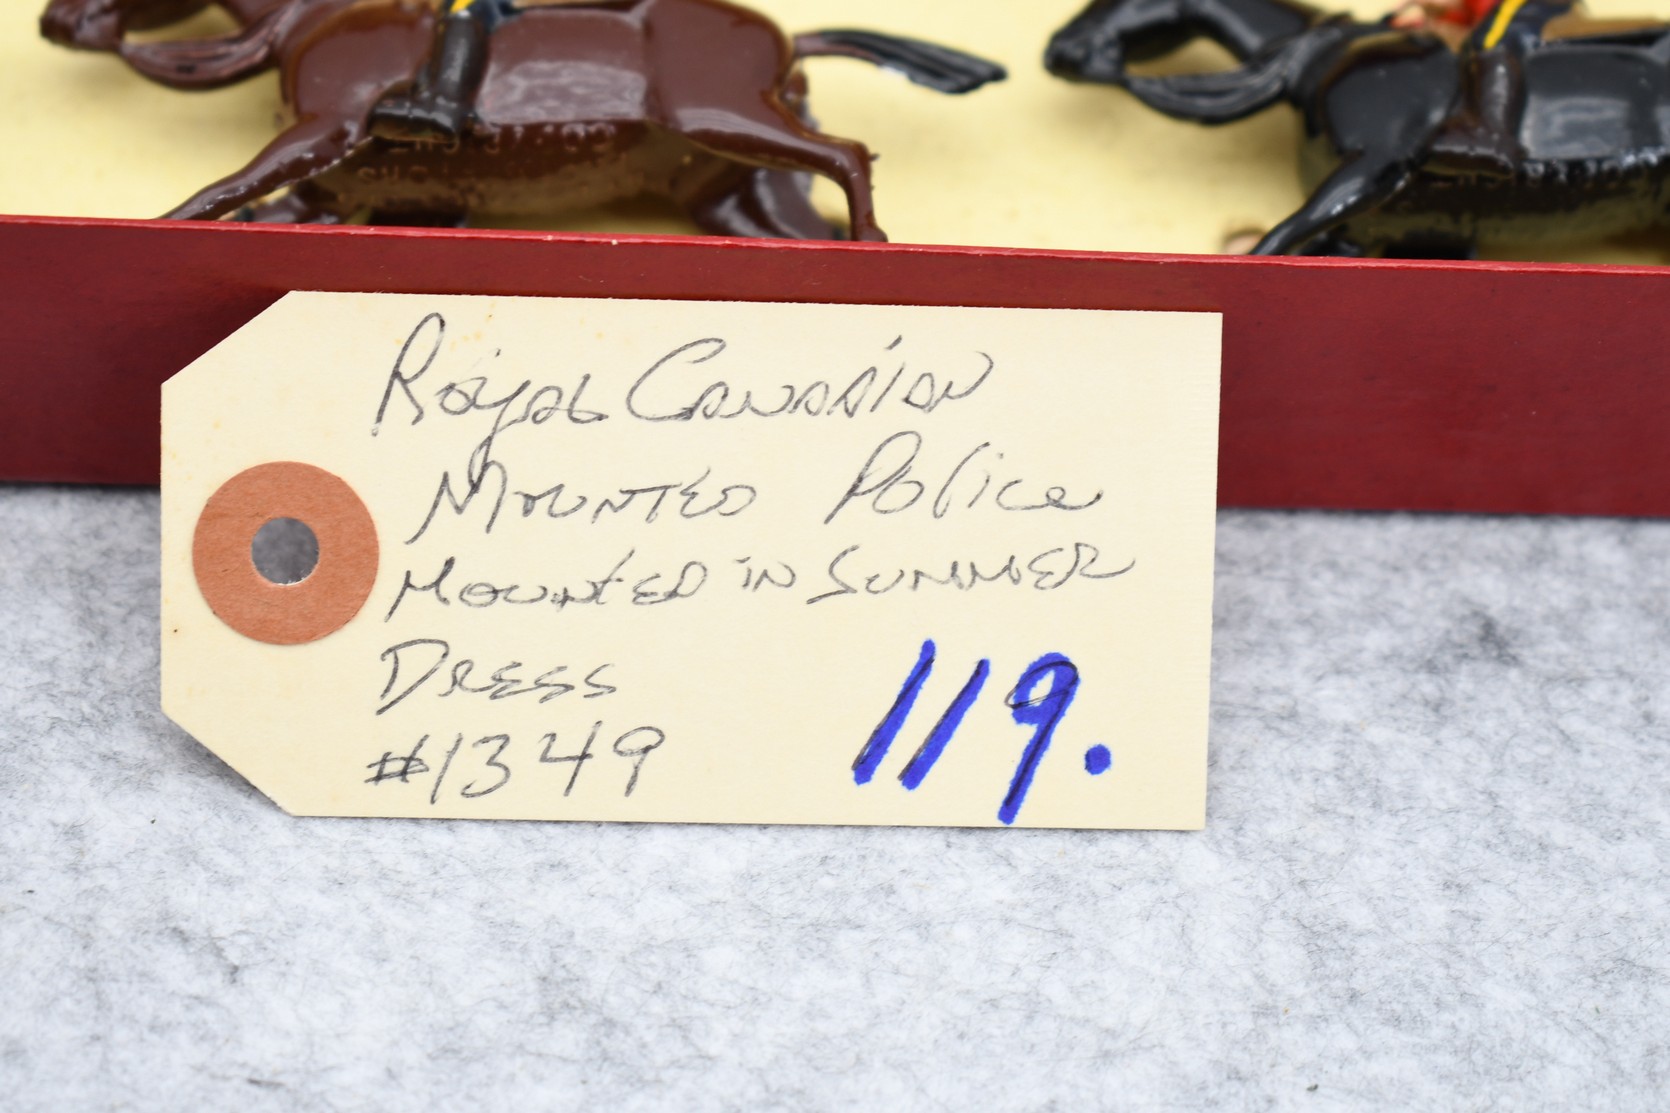 Royal Canadian
Mounted Police
Mounted in Summer
Dress
#1349
119.